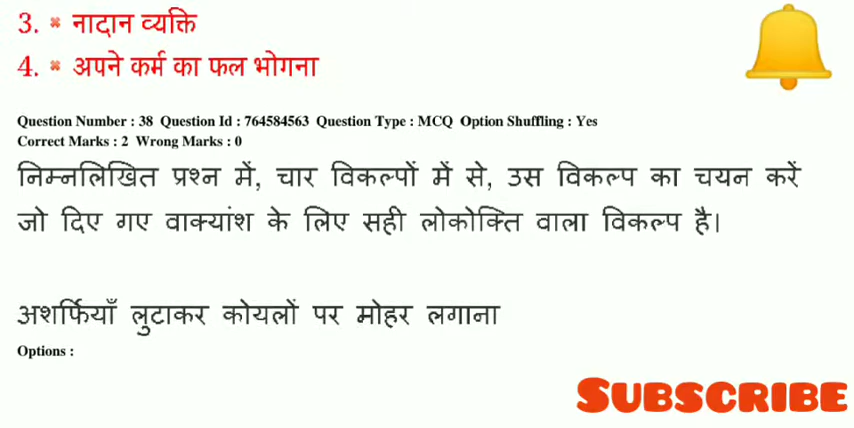 3. नादान व्यक्ति
4. अपने कर्म का फल भोगना
Question Number : 38 Question Id : 764584563 Question Type : MCQ Option Shuffling : Yes
Correct Marks : 2 Wrong Marks : 0
निम्नलिखित प्रश्न में, चार विकल्पों में से, उस विकल्प का चयन करें
जो दिए गए वाक्यांश के लिए सही लोकोक्ति वाला विकल्प है।
अशर्फियाँ लुटाकर कोयलों पर मोहर लगाना
Options :
SUBSCRIBE